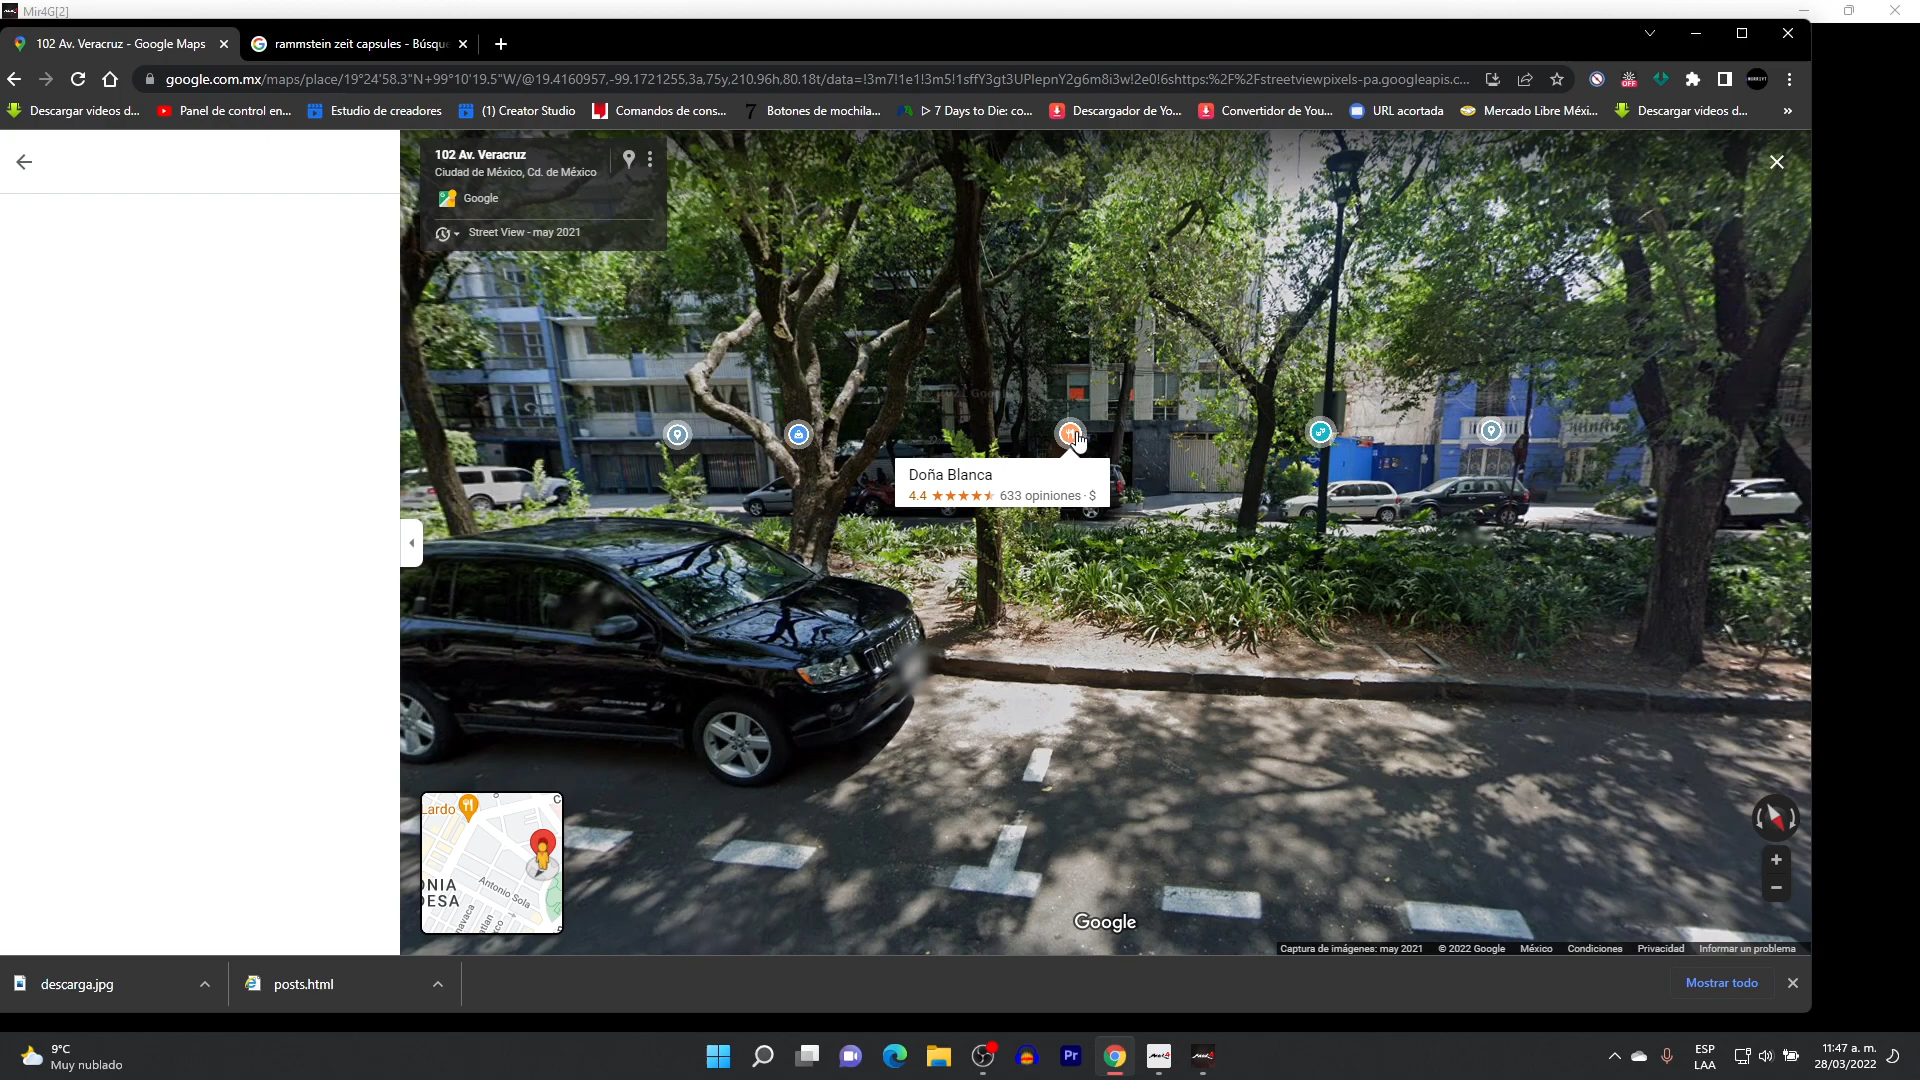 Mir4G[2]
102 Av. Veracruz - Google Maps
rammstein zeit capsules - Búsque
google.com.mx/maps/place/19°24'58.3"N+99°10'19.5"W/@19.4160957,-99.1721255,3a,75y,210.96h,80.18t/data=!3m7!1e1!3m5!1sffY3gt3UPlepnY2g6m8i3w!2e0!6shttps:%2F%2Fstreetviewpixels-pa.googleapis.c...
Descargar videos d...
Panel de control en...
Estudio de creadores
(1) Creator Studio
Comandos de cons...
Botones de mochila...
▷ 7 Days to Die: co...
Descargador de Yo...
Convertidor de You...
URL acortada
Mercado Libre Méxi...
Descargar videos d...
»
102 Av. Veracruz
Ciudad de México, Cd. de México
Google
Street View - may 2021
Doña Blanca
4.4 ★★★★★ 633 opiniones · $
Lardo
Antonio Sola
NIA
DESA
Google
Captura de imágenes: may 2021 © 2022 Google México Condiciones Privacidad Informar un problema
descarga.jpg
posts.html
Mostrar todo
9°C
Muy nublado
Pr
ESP
LAA
11:47 a. m.
28/03/2022